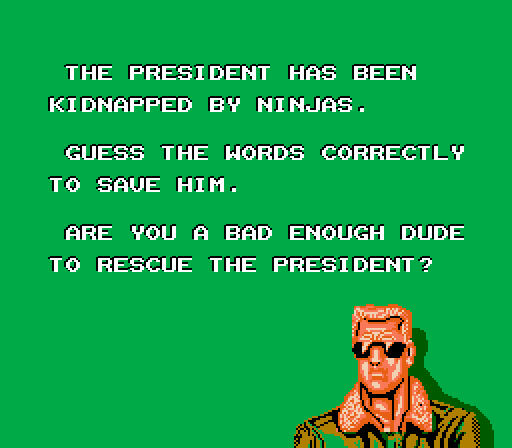 THE PRESIDENT HAS BEEN
KIDNAPPED BY NINJAS.
GUESS THE WORDS CORRECTLY
TO SAVE HIM.
ARE YOU A BAD ENOUGH DUDE
TO RESCUE THE PRESIDENT?